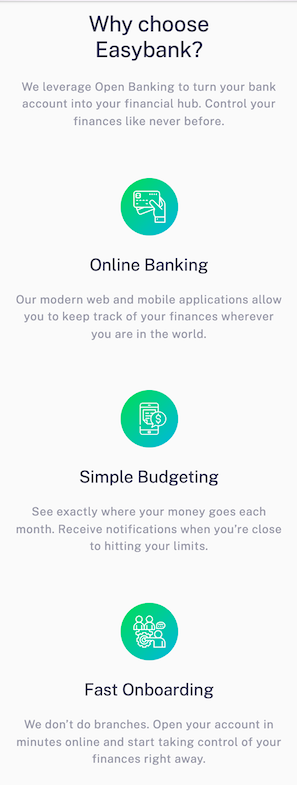 Why choose
Easybank?
We leverage Open Banking to turn your bank
account into your financial hub. Control your
finances like never before.
Online Banking
Our modern web and mobile applications allow
you to keep track of your finances wherever
you are in the world.
Simple Budgeting
See exactly where your money goes each
month. Receive notifications when you're close
to hitting your limits.
Fast Onboarding
We don't do branches. Open your account in
minutes online and start taking control of your
finances right away.